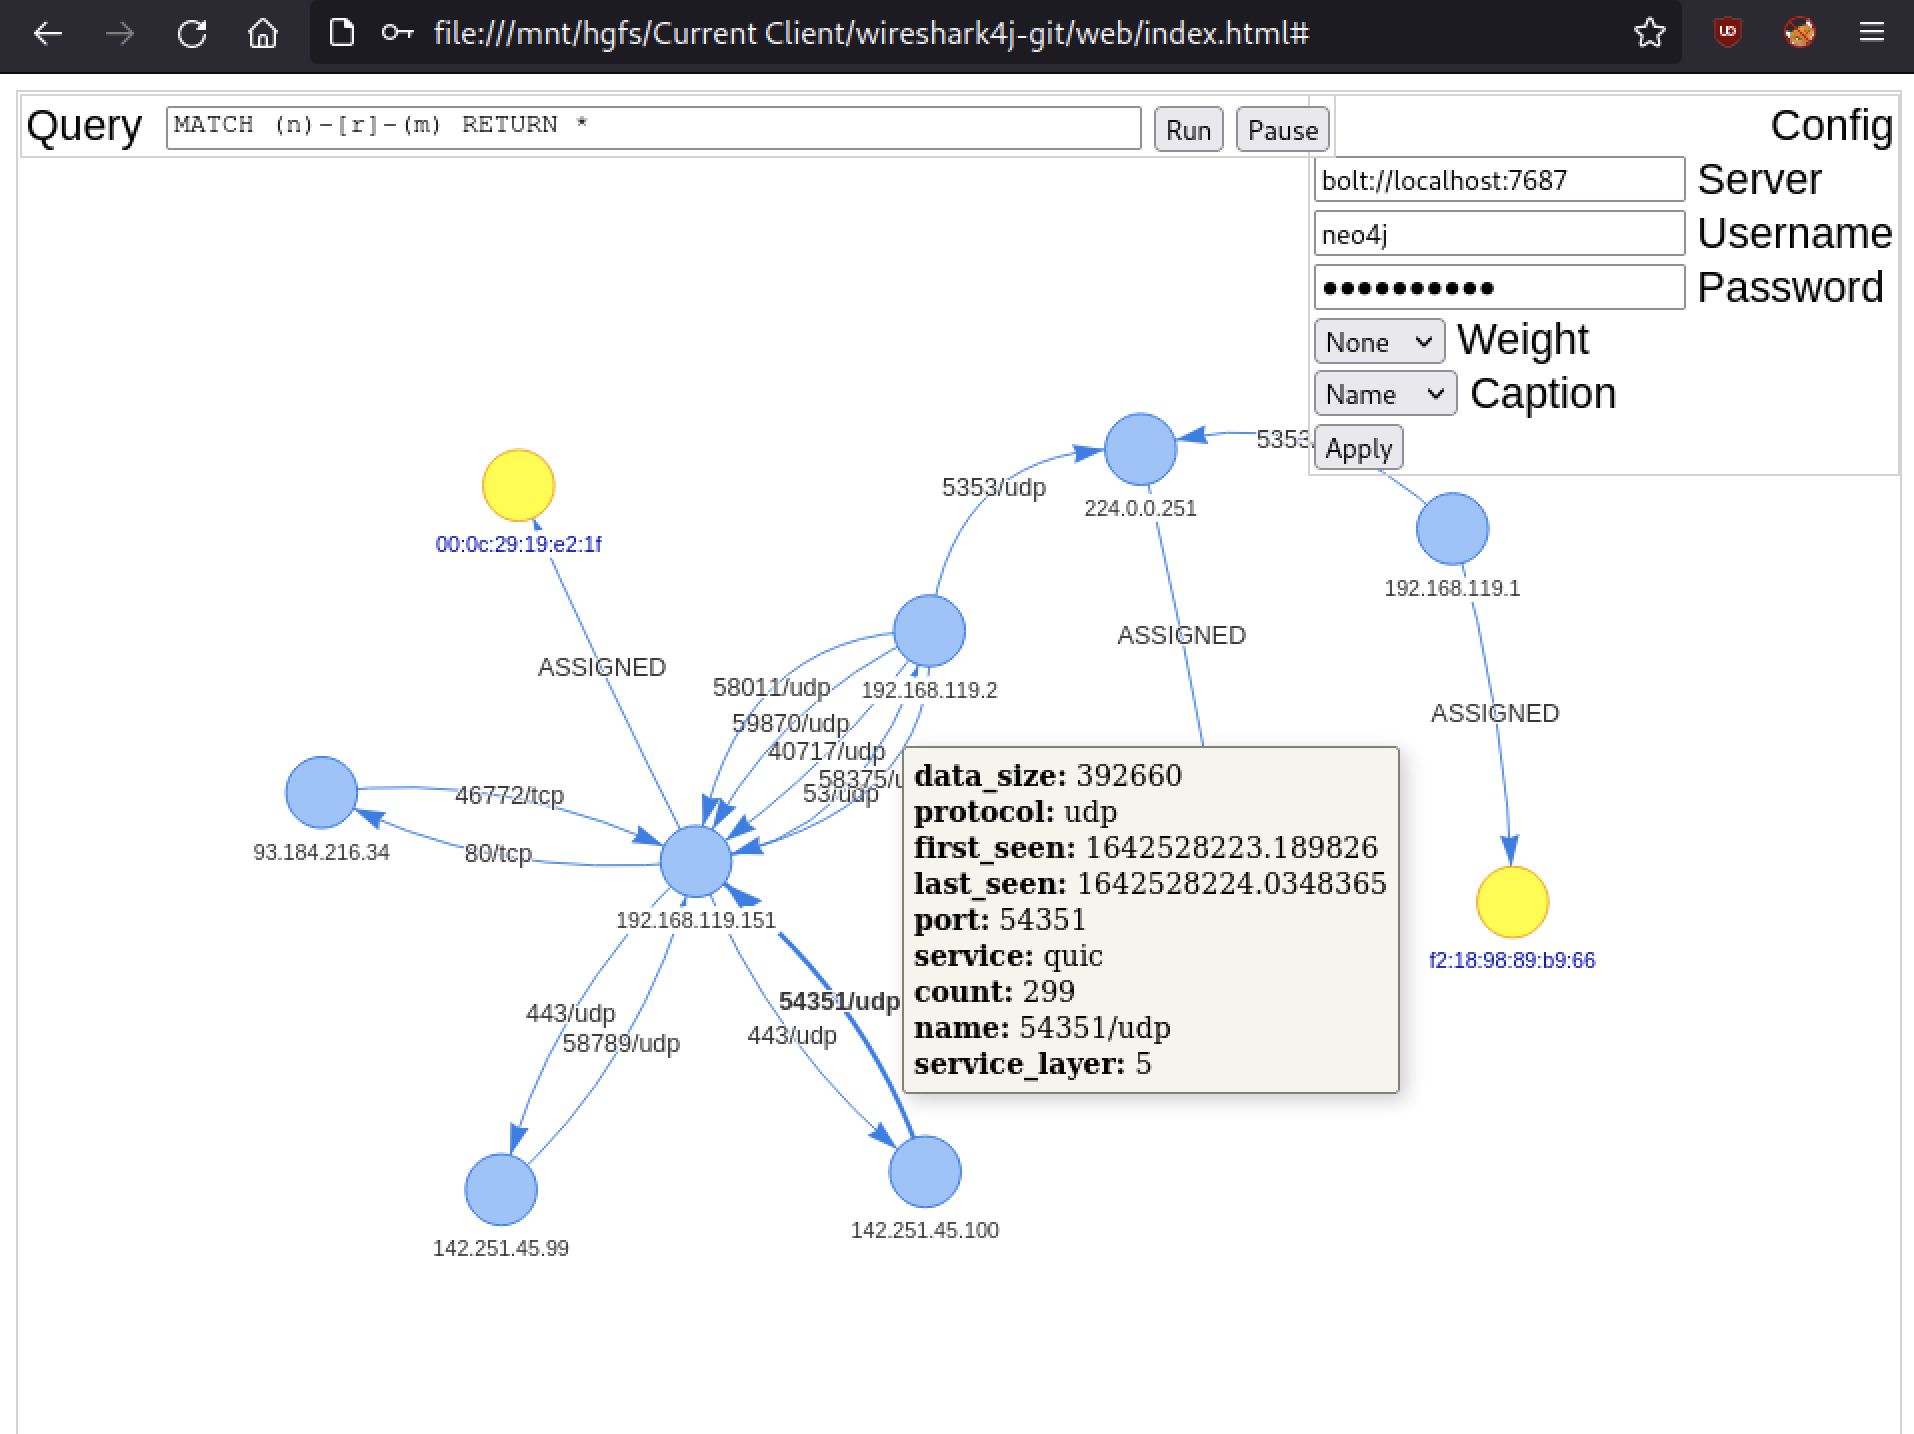 file:///mnt/hgfs/Current Client/wireshark4j-git/web/index.html#
Query MATCH (n)-[r]-(m) RETURN * Run Pause
Config
bolt://localhost:7687 Server
neo4j Username
●●●●●●●●●● Password
None Weight
Name Caption
Apply
5353/udp
5353/
224.0.0.251
00:0c:29:19:e2:1f
192.168.119.1
ASSIGNED
ASSIGNED
58011/udp
192.168.119.2
ASSIGNED
59870/udp
40717/udp
58375/u
53/udp
46772/tcp
93.184.216.34
80/tcp
192.168.119.151
data_size: 392660
protocol: udp
first_seen: 1642528223.189826
last_seen: 1642528224.0348365
port: 54351
service: quic
count: 299
name: 54351/udp
service_layer: 5
f2:18:98:89:b9:66
54351/udp
443/udp
443/udp
58789/udp
142.251.45.100
142.251.45.99